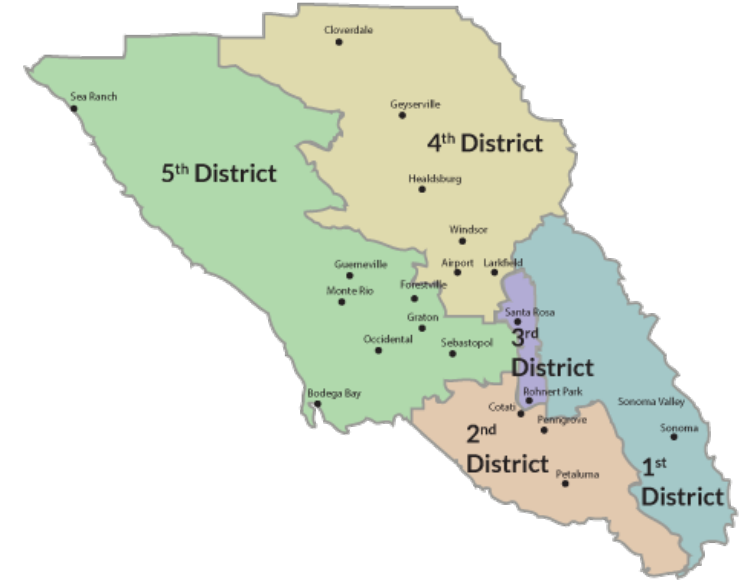 Cloverdale
Sea Ranch
Geyserville
4th District
5th District
Healdsburg
Windsor
Airport
Larkfield
Guerneville
Forestville
Monte Rio
Santa Rosa
Graton
3rd
District
Occidental
Sebastopol
Bodega Bay
Rohnert Park
Sonoma Valley
Cotati
Penngrove
2nd
District
Sonoma
Petaluma
1st
District